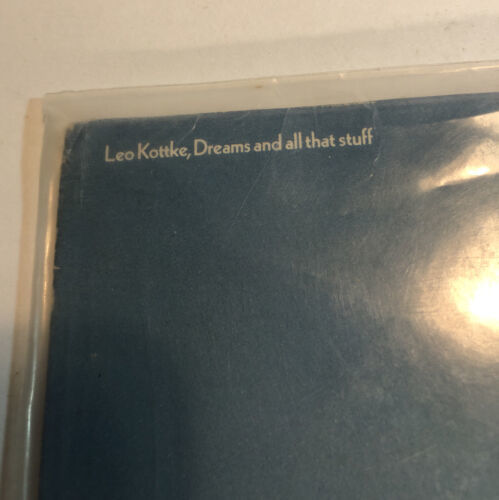 Leo Kottke, Dreams and all that stuff